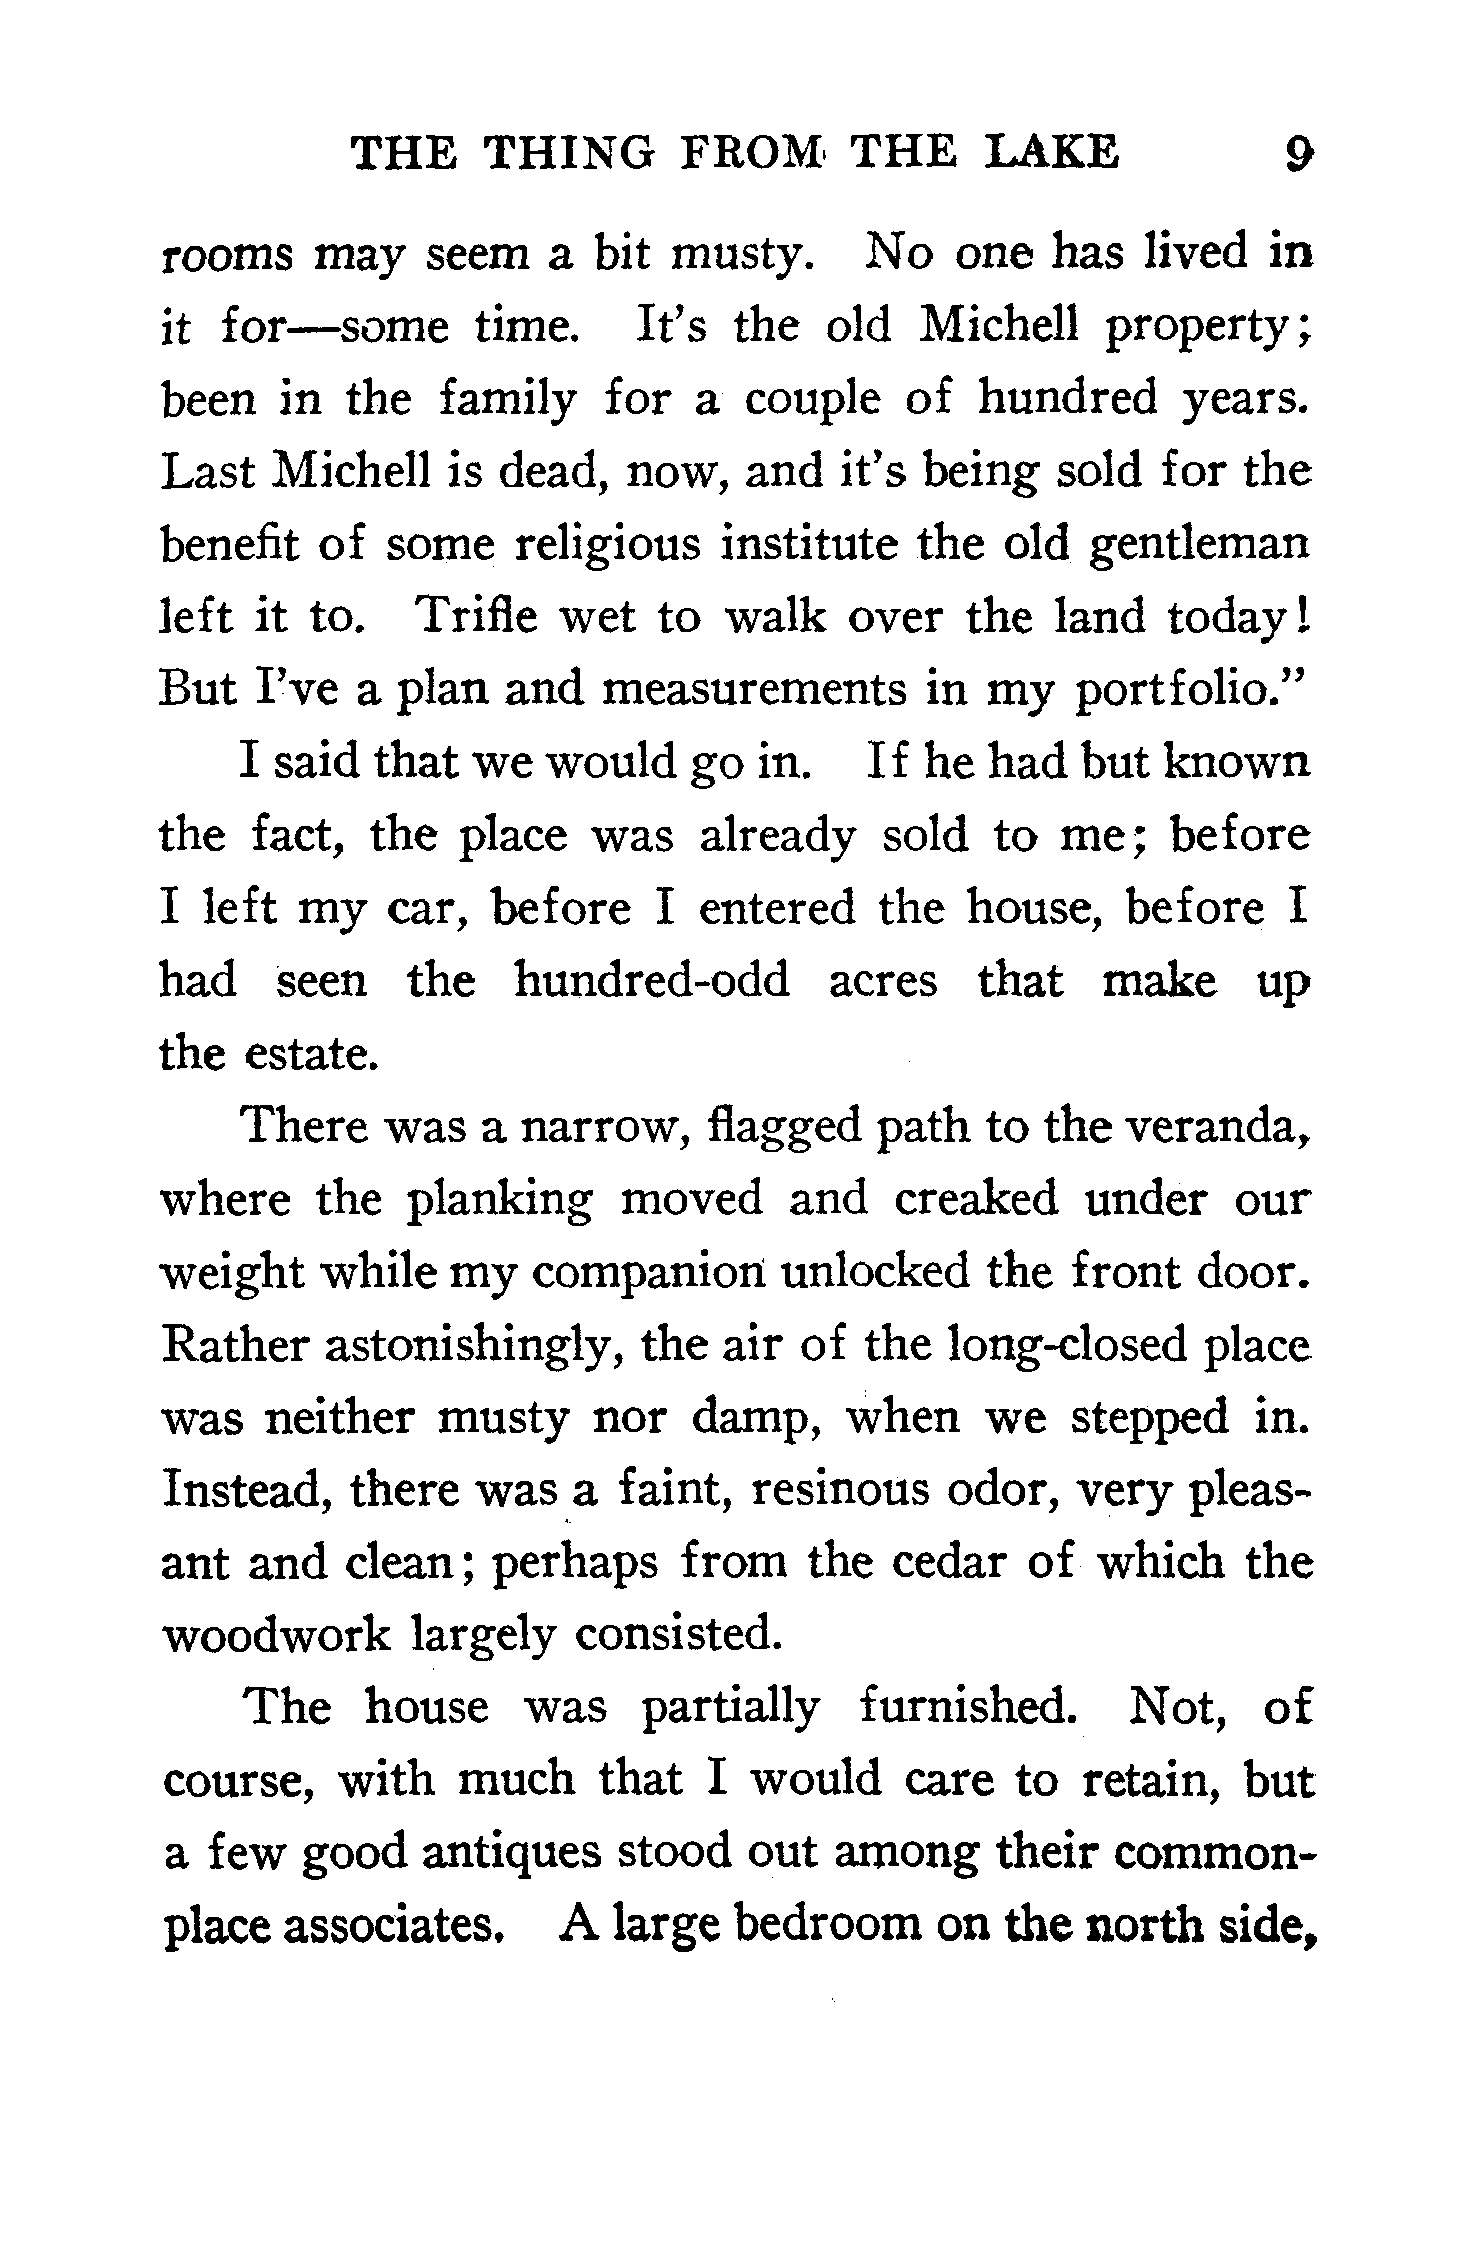 THE THING FROM THE LAKE 9
rooms may seem a bit musty. No one has lived in
it for—some time. It's the old Michell property;
been in the family for a couple of hundred years.
Last Michell is dead, now, and it's being sold for the
benefit of some religious institute the old gentleman
left it to. Trifle wet to walk over the land today!
But I've a plan and measurements in my portfolio."
I said that we would go in. If he had but known
the fact, the place was already sold to me; before
I left my car, before I entered the house, before I
had seen the hundred-odd acres that make up
the estate.
There was a narrow, flagged path to the veranda,
where the planking moved and creaked under our
weight while my companion unlocked the front door.
Rather astonishingly, the air of the long-closed place
was neither musty nor damp, when we stepped in.
Instead, there was a faint, resinous odor, very pleas-
ant and clean; perhaps from the cedar of which the
woodwork largely consisted.
The house was partially furnished. Not, of
course, with much that I would care to retain, but
a few good antiques stood out among their common-
place associates. A large bedroom on the north side,